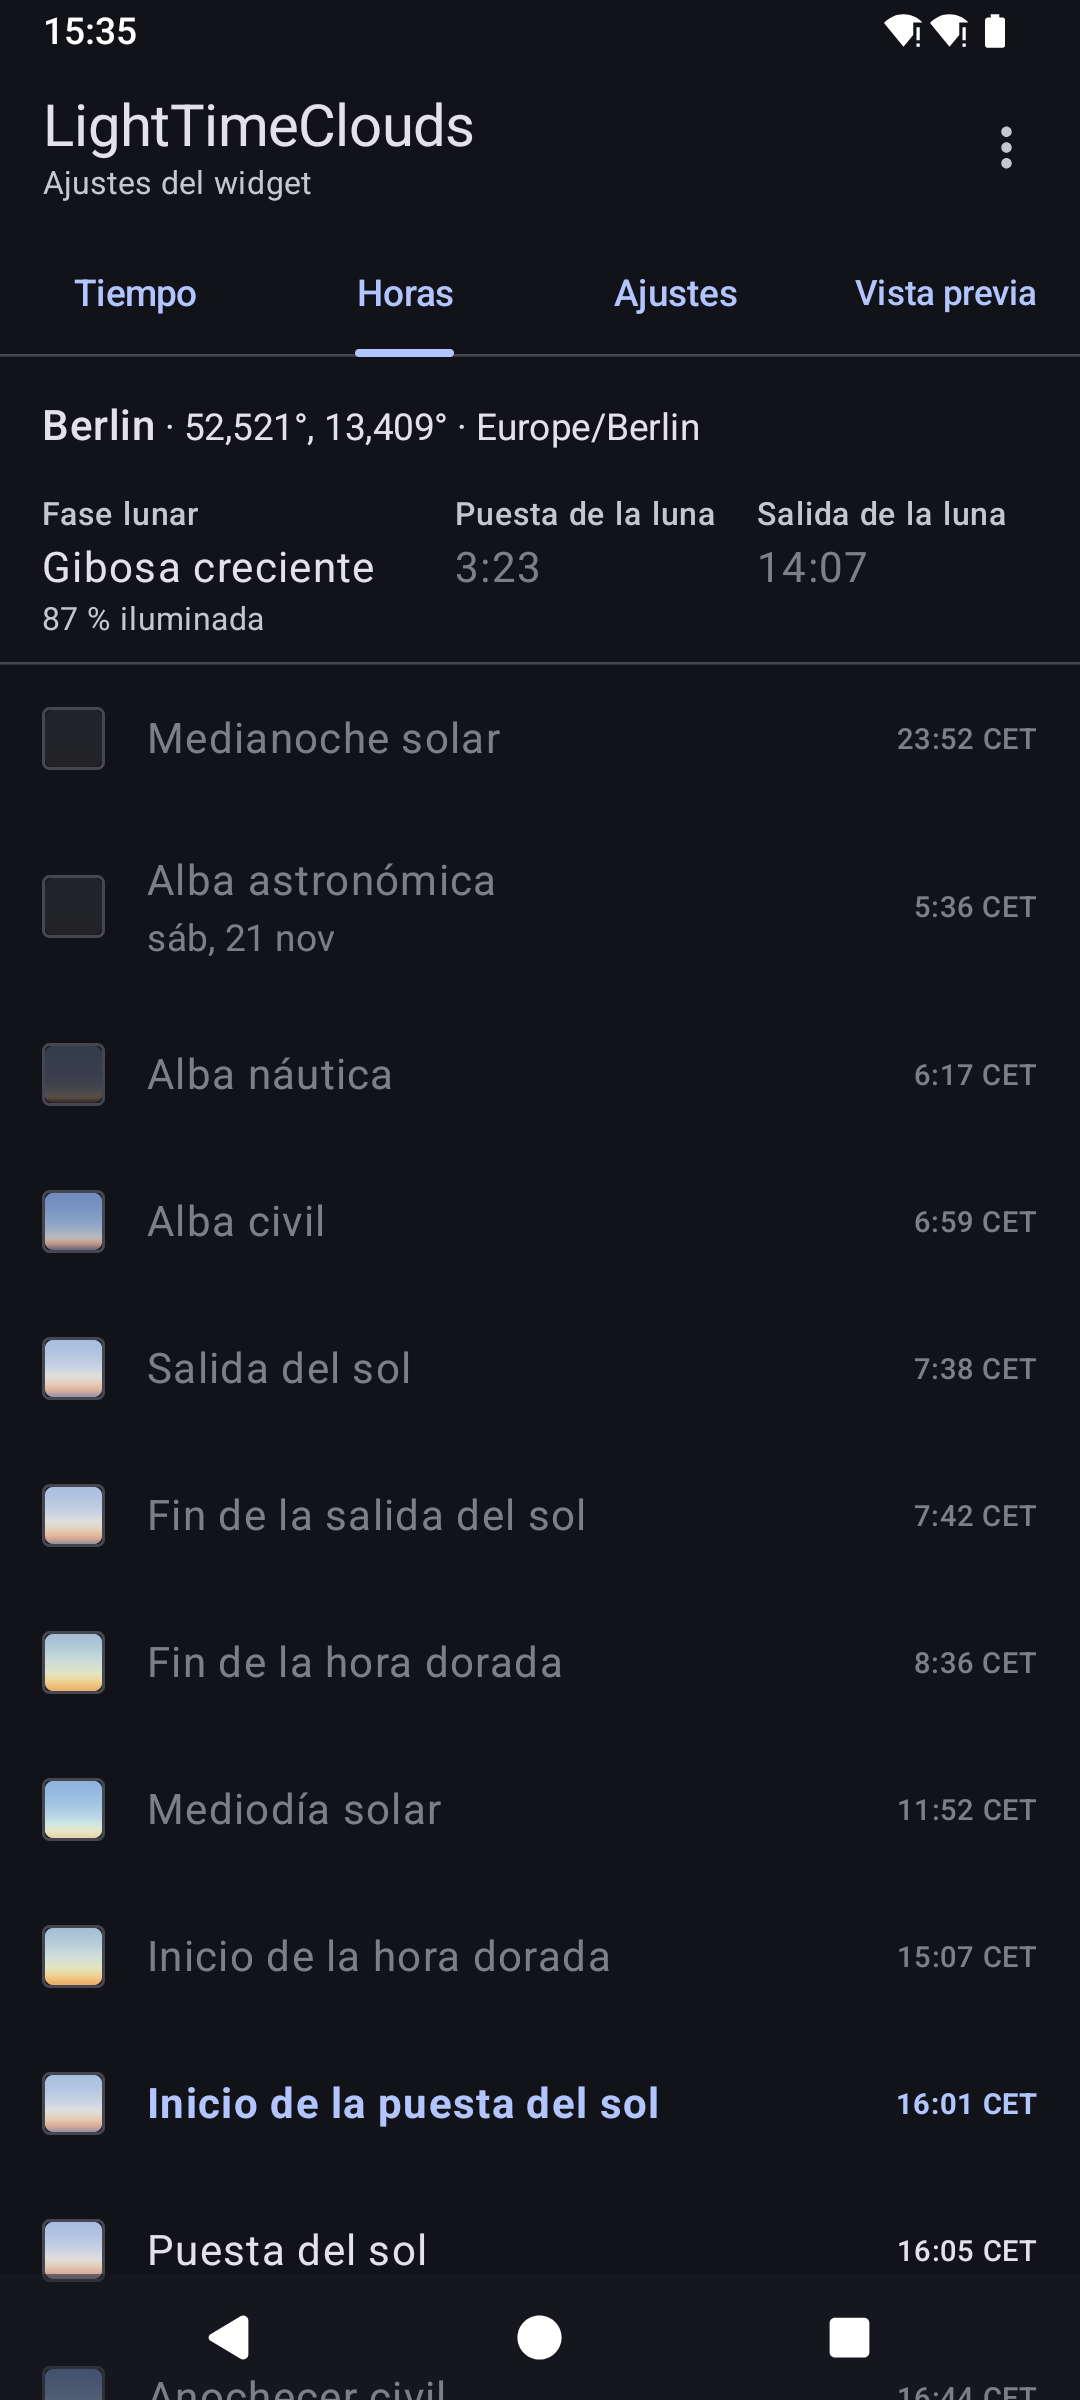 15:35
LightTimeClouds
Ajustes del widget
Tiempo
Horas
Ajustes
Vista previa
Berlin · 52,521°, 13,409° · Europe/Berlin
Fase lunar
Gibosa creciente
87 % iluminada
Puesta de la luna
3:23
Salida de la luna
14:07
Medianoche solar 23:52 CET
Alba astronómica 5:36 CET
sáb, 21 nov
Alba náutica 6:17 CET
Alba civil 6:59 CET
Salida del sol 7:38 CET
Fin de la salida del sol 7:42 CET
Fin de la hora dorada 8:36 CET
Mediodía solar 11:52 CET
Inicio de la hora dorada 15:07 CET
Inicio de la puesta del sol 16:01 CET
Puesta del sol 16:05 CET
Anochecer civil 16:44 CET